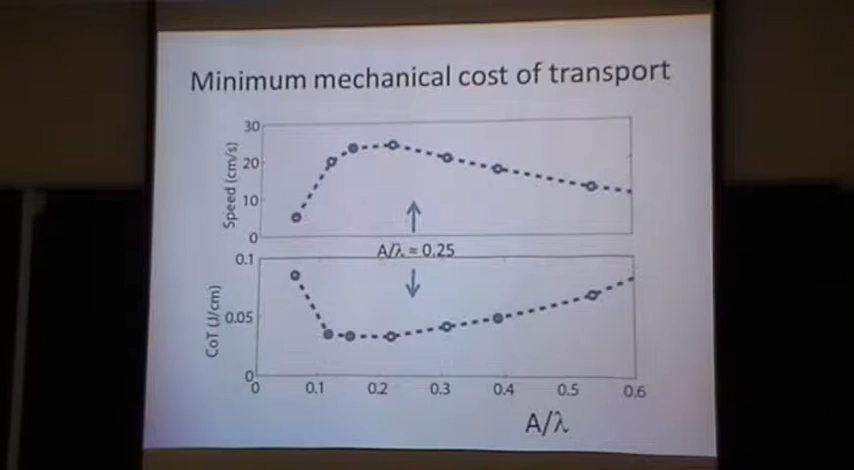 Minimum mechanical cost of transport
30
20
10
0
Speed (cm/s)
A/λ = 0.25
0.1
0.05
0
CoT (J/cm)
0 0.1 0.2 0.3 0.4 0.5 0.6
A/λ